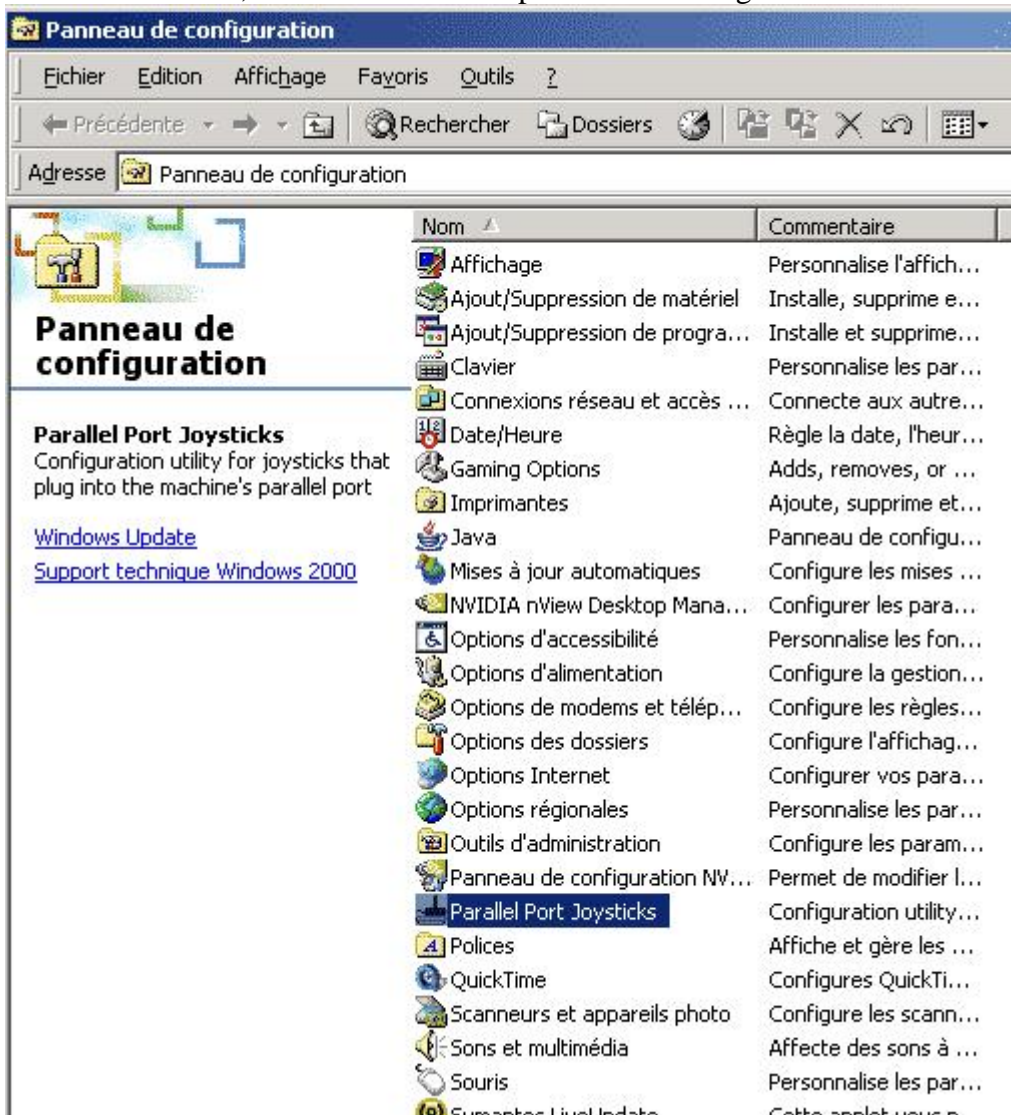 Panneau de configuration
Fichier Edition Affichage Favoris Outils ?
Précédente Rechercher Dossiers
Adresse Panneau de configuration
Panneau de
configuration
Parallel Port Joysticks
Configuration utility for joysticks that
plug into the machine's parallel port
Windows Update
Support technique Windows 2000
Nom Commentaire
Affichage Personnalise l'affich...
Ajout/Suppression de matériel Installe, supprime e...
Ajout/Suppression de progra... Installe et supprime...
Clavier Personnalise les par...
Connexions réseau et accès ... Connecte aux autre...
Date/Heure Règle la date, l'heur...
Gaming Options Adds, removes, or ...
Imprimantes Ajoute, supprime et...
Java Panneau de configu...
Mises à jour automatiques Configure les mises ...
NVIDIA nView Desktop Mana... Configurer les para...
Options d'accessibilité Personnalise les fon...
Options d'alimentation Configure la gestion...
Options de modems et télép... Configure les règles...
Options des dossiers Configure l'affichag...
Options Internet Configurer vos para...
Options régionales Personnalise les par...
Outils d'administration Configure les param...
Panneau de configuration NV... Permet de modifier l...
Parallel Port Joysticks Configuration utility...
Polices Affiche et gère les ...
QuickTime Configures QuickTi...
Scanneurs et appareils photo Configure les scann...
Sons et multimédia Affecte des sons à ...
Souris Personnalise les par...
Symantec LiveUpdate Cette applet vous p...